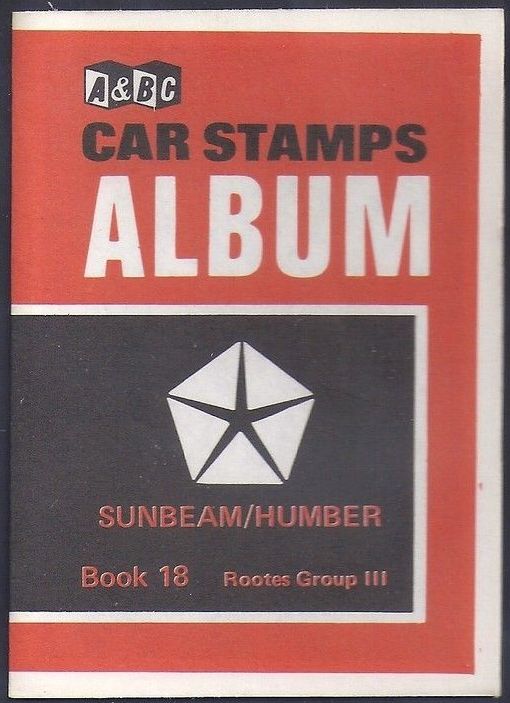 A&BC
CAR STAMPS
ALBUM
SUNBEAM/HUMBER
Book 18 Rootes Group III